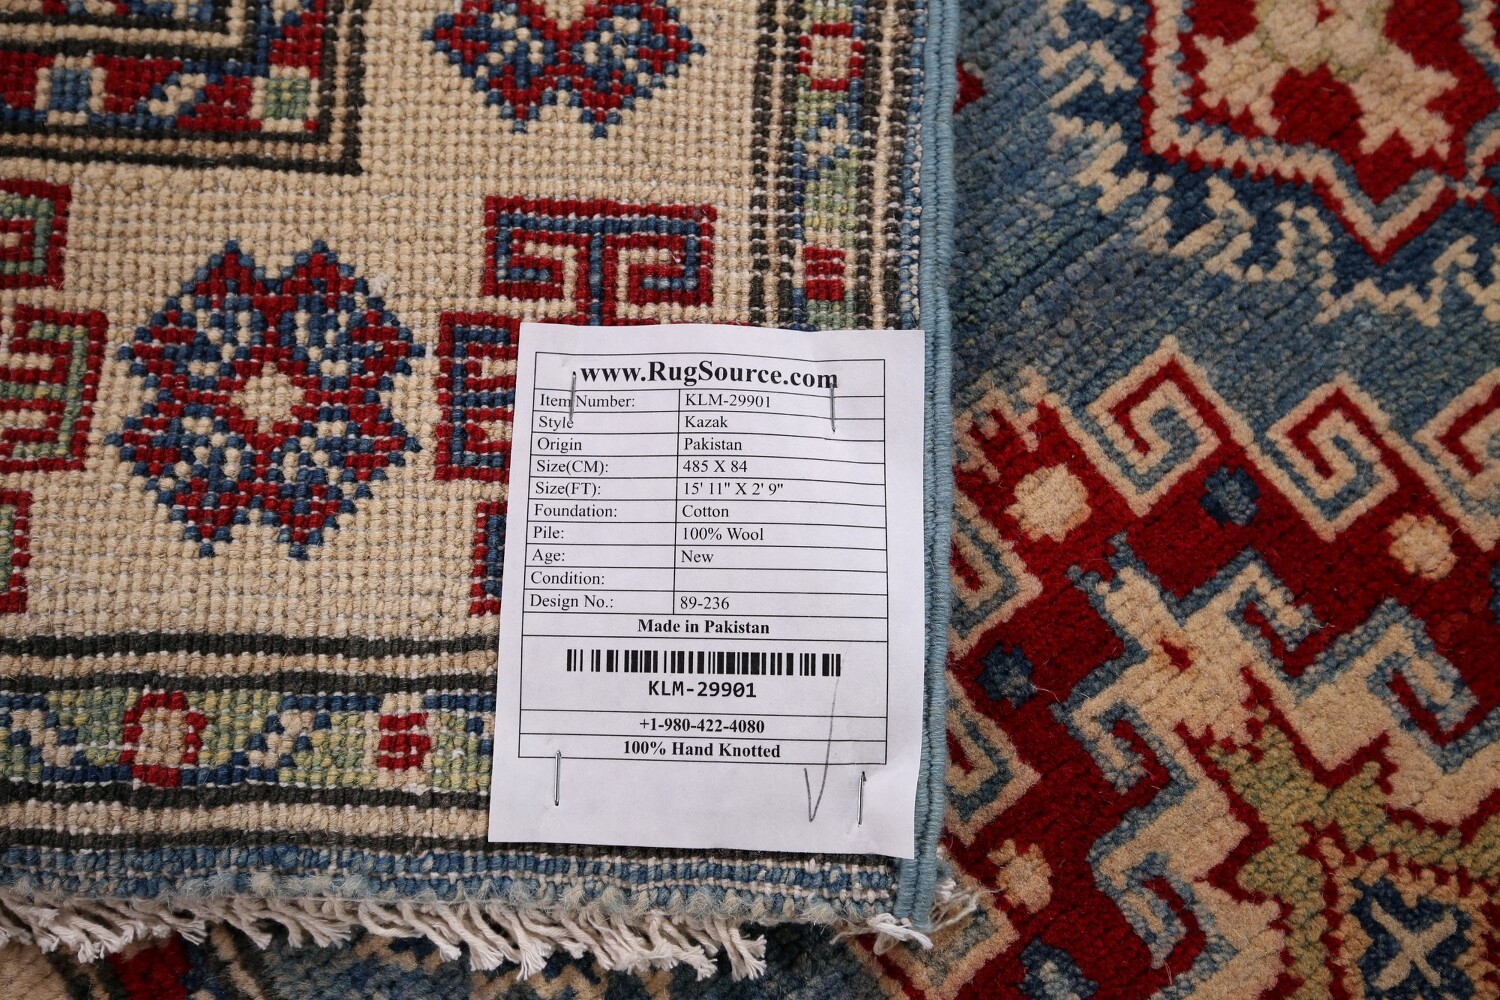 www.RugSource.com
Item Number: KLM-29901
Style Kazak
Origin Pakistan
Size(CM): 485 X 84
Size(FT): 15' 11" X 2' 9"
Foundation: Cotton
Pile: 100% Wool
Age: New
Condition:
Design No.: 89-236
Made in Pakistan
KLM-29901
+1-980-422-4080
100% Hand Knotted